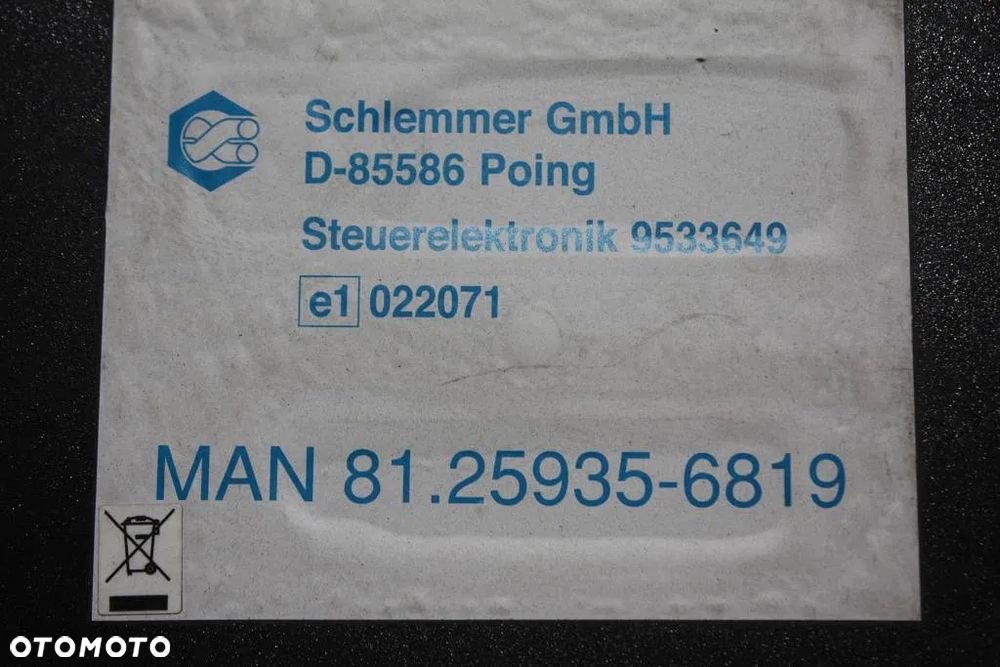 Schlemmer GmbH
D-85586 Poing
Steuerelektronik 9533649
e1 022071
MAN 81.25935-6819
OTOMOTO